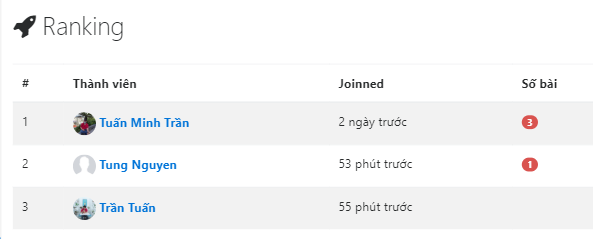 Ranking
# Thành viên Joinned Số bài
1 Tuấn Minh Trần 2 ngày trước 3
2 Tung Nguyen 53 phút trước 1
3 Trần Tuấn 55 phút trước